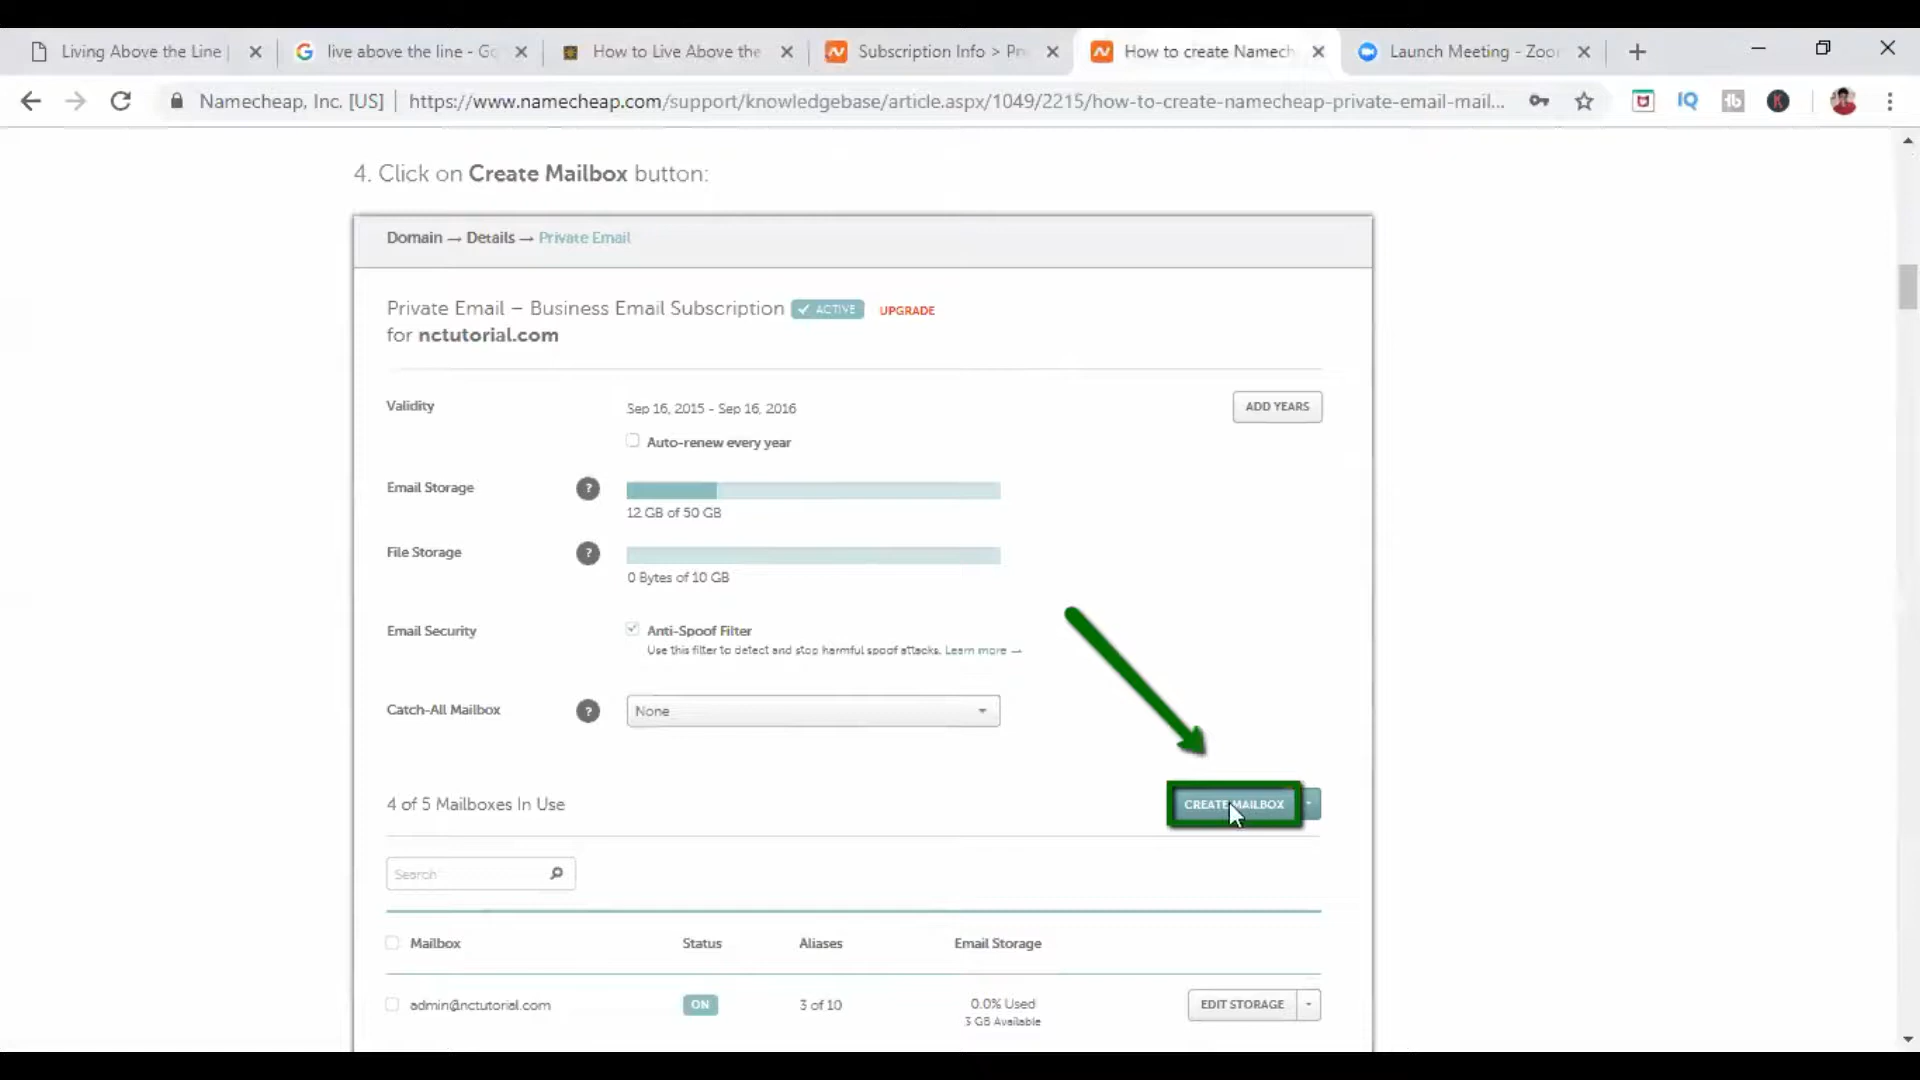 Living Above the Line
live above the line - Go
How to Live Above the
Subscription Info > Pr
How to create Namech
Launch Meeting - Zoo
Namecheap, Inc. [US]
https://www.namecheap.com/support/knowledgebase/article.aspx/1049/2215/how-to-create-namecheap-private-email-mail...
IQ
tb
K
4. Click on Create Mailbox button:
Domain → Details → Private Email
Private Email – Business Email Subscription ✓ ACTIVE UPGRADE
for nctutorial.com
Validity
Sep 16, 2015 - Sep 16, 2016
ADD YEARS
Auto-renew every year
Email Storage ?
12 GB of 50 GB
File Storage ?
0 Bytes of 10 GB
Email Security
Anti-Spoof Filter
Use this filter to detect and stop harmful spoof attacks. Learn more →
Catch-All Mailbox ? None
4 of 5 Mailboxes In Use
CREATE MAILBOX
Search
Mailbox Status Aliases Email Storage
admin@nctutorial.com ON 3 of 10 0.0% Used EDIT STORAGE
3 GB Available